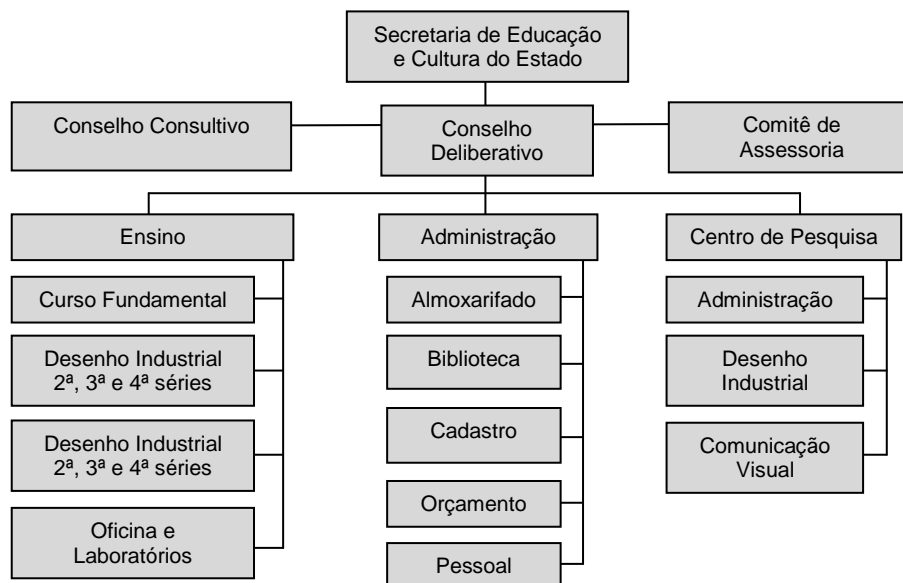 Secretaria de Educação
e Cultura do Estado
Conselho Consultivo
Conselho
Deliberativo
Comitê de
Assessoria
Ensino
Administração
Centro de Pesquisa
Curso Fundamental
Desenho Industrial
2ª, 3ª e 4ª séries
Desenho Industrial
2ª, 3ª e 4ª séries
Oficina e
Laboratórios
Almoxarifado
Biblioteca
Cadastro
Orçamento
Pessoal
Administração
Desenho
Industrial
Comunicação
Visual